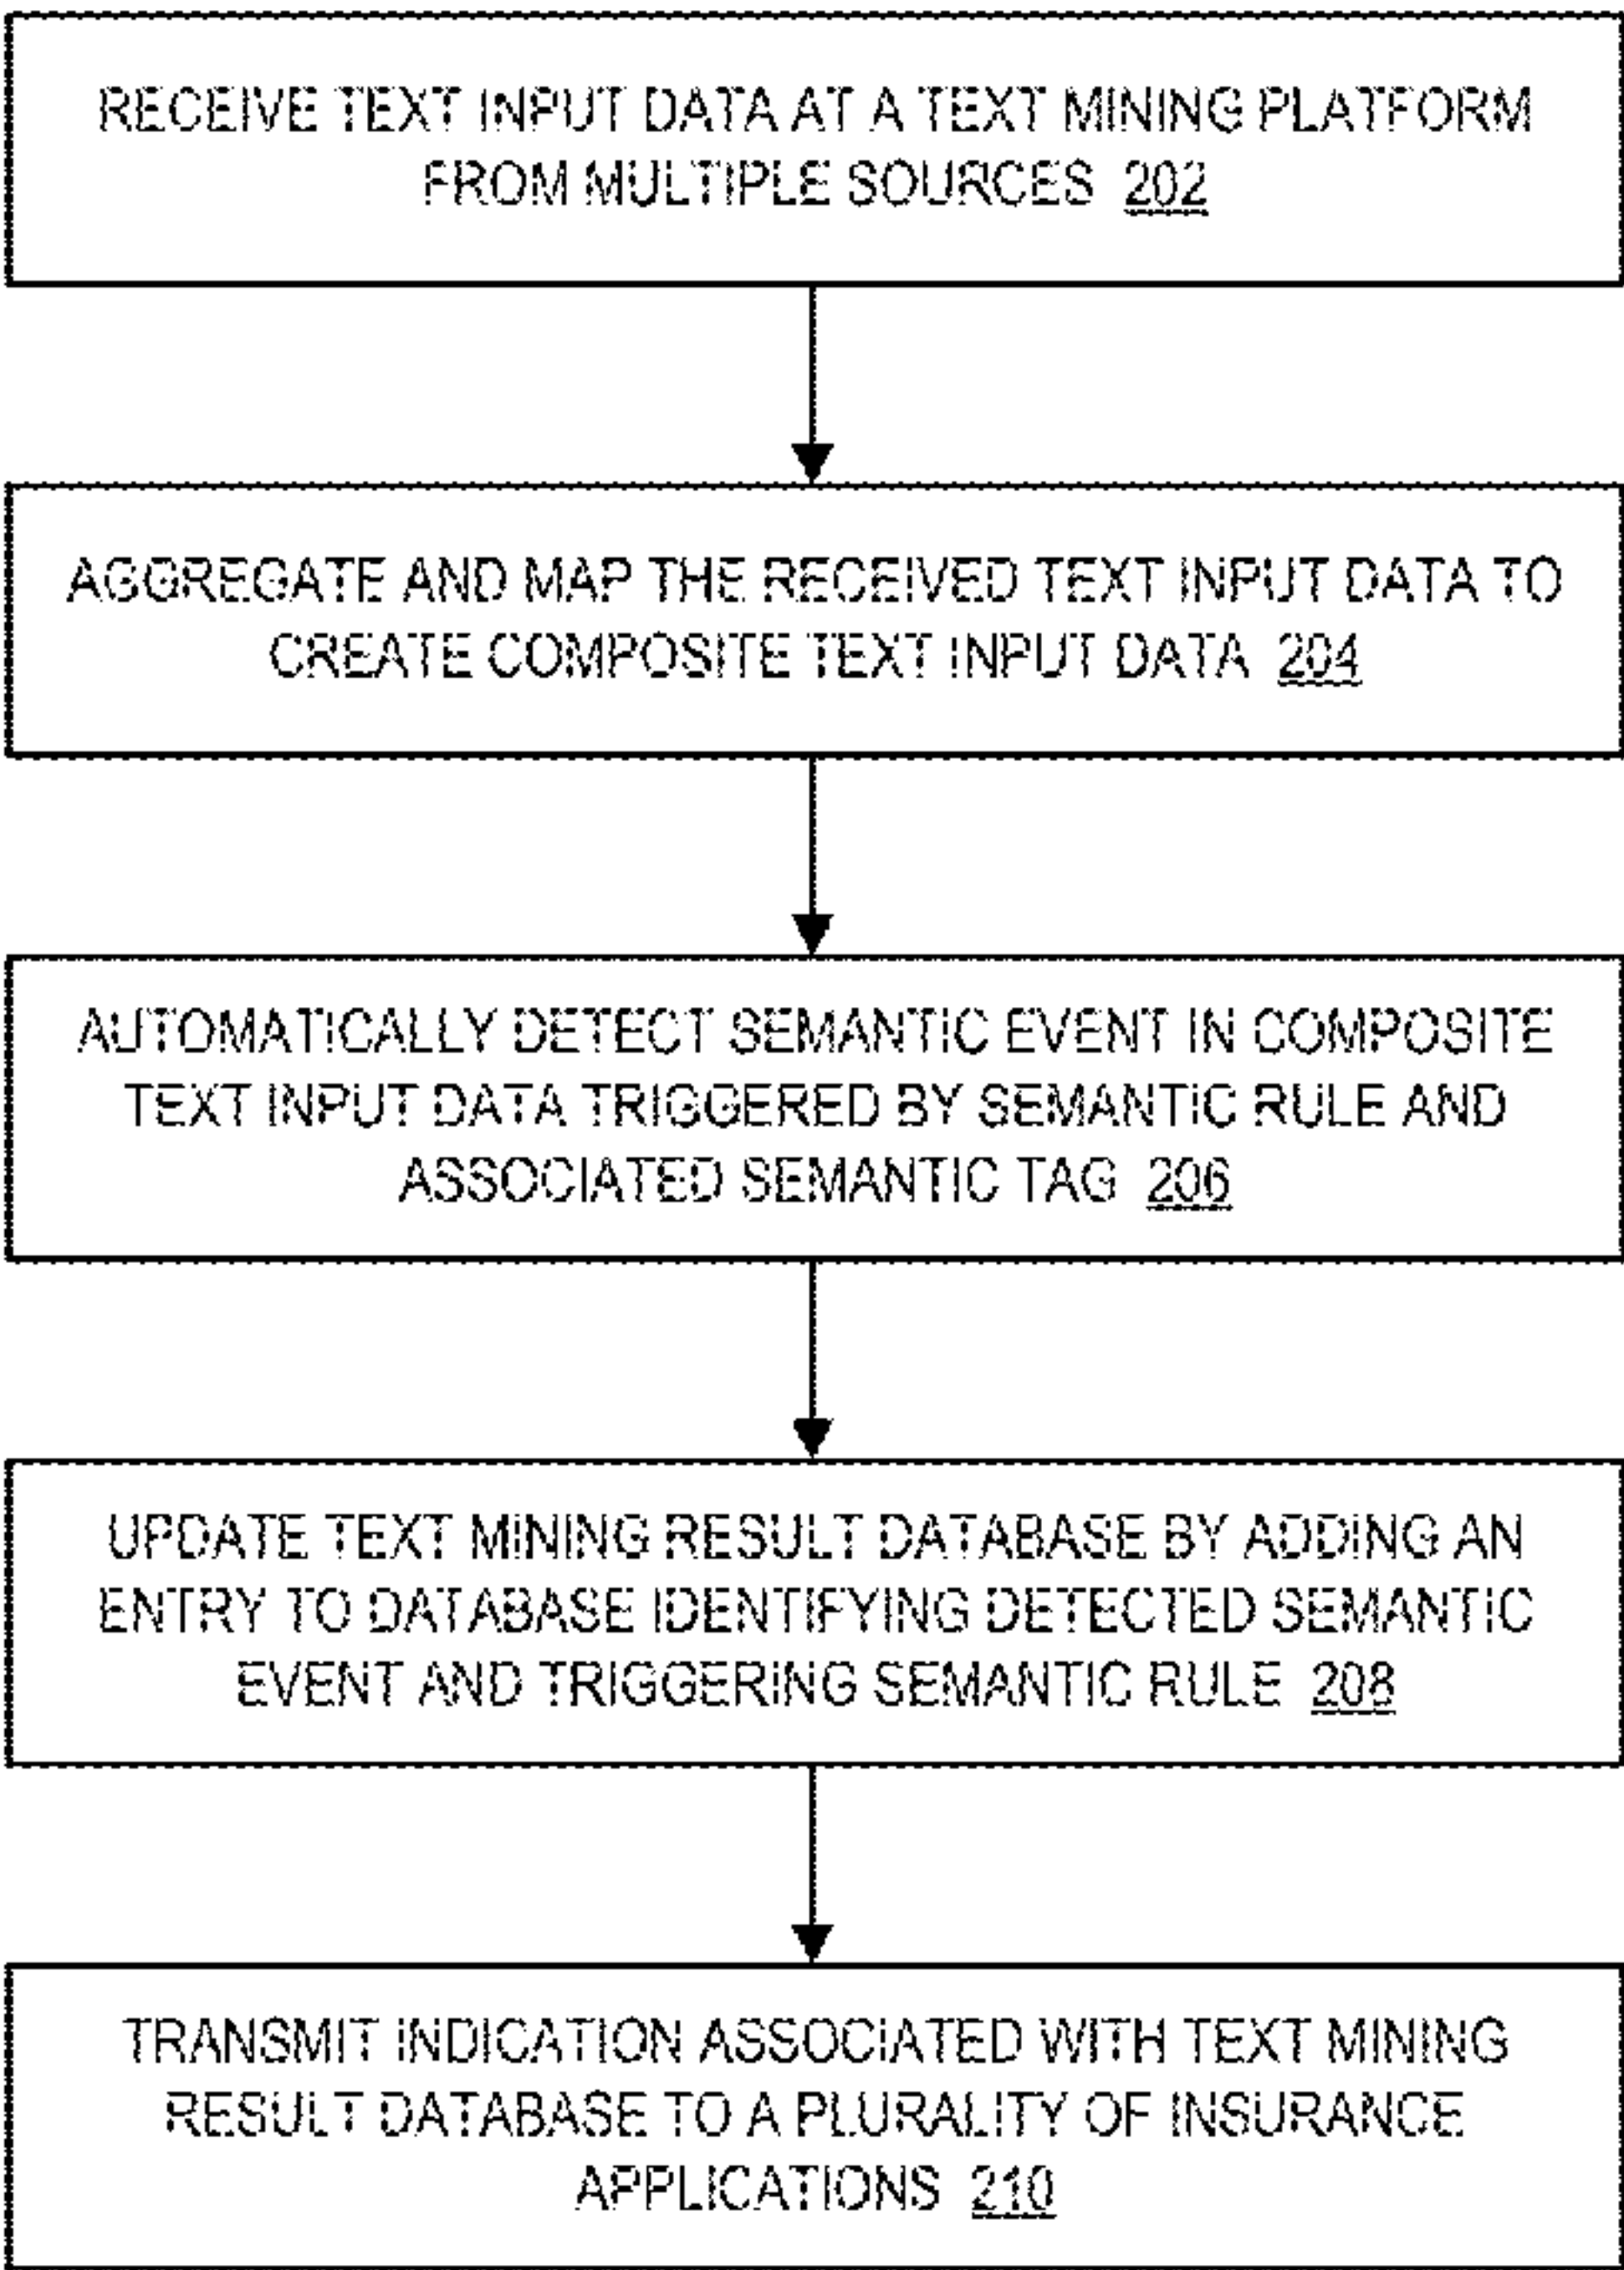 RECEIVE TEXT INPUT DATA AT A TEXT MINING PLATFORM
FROM MULTIPLE SOURCES 202
AGGREGATE AND MAP THE RECEIVED TEXT INPUT DATA TO
CREATE COMPOSITE TEXT INPUT DATA 204
AUTOMATICALLY DETECT SEMANTIC EVENT IN COMPOSITE
TEXT INPUT DATA TRIGGERED BY SEMANTIC RULE AND
ASSOCIATED SEMANTIC TAG 206
UPDATE TEXT MINING RESULT DATABASE BY ADDING AN
ENTRY TO DATABASE IDENTIFYING DETECTED SEMANTIC
EVENT AND TRIGGERING SEMANTIC RULE 208
TRANSMIT INDICATION ASSOCIATED WITH TEXT MINING
RESULT DATABASE TO A PLURALITY OF INSURANCE
APPLICATIONS 210